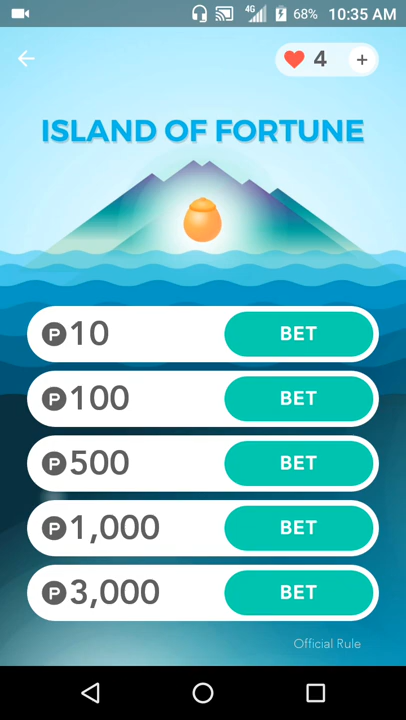 4G 68% 10:35 AM
4 +
ISLAND OF FORTUNE
P 10 BET
P 100 BET
P 500 BET
P 1,000 BET
P 3,000 BET
Official Rule